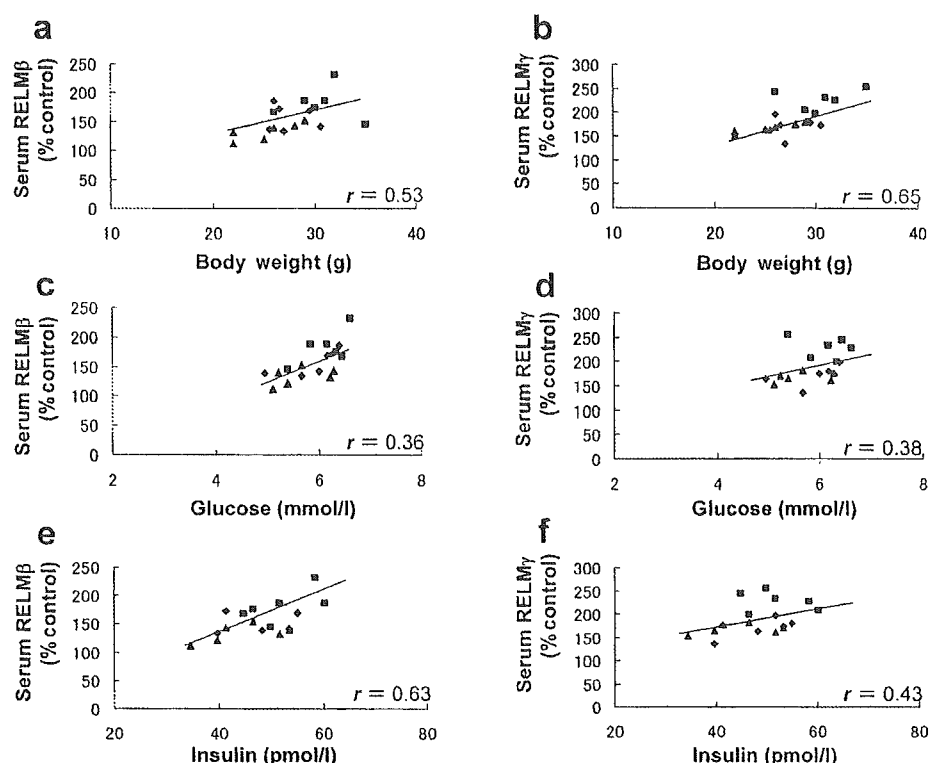 a
b
Serum RELMβ
(% control)
250
200
150
100
50
0
10
20
30
40
Body weight (g)
r = 0.53
Serum RELMγ
(% control)
300
250
200
150
100
50
0
10
20
30
40
Body weight (g)
r = 0.65
c
d
Serum RELMβ
(% control)
250
200
150
100
50
0
2
4
6
8
Glucose (mmol/l)
r = 0.36
Serum RELMγ
(% control)
300
250
200
150
100
50
0
2
4
6
8
Glucose (mmol/l)
r = 0.38
e
f
Serum RELMβ
(% control)
250
200
150
100
50
0
20
40
60
80
Insulin (pmol/l)
r = 0.63
Serum RELMγ
(% control)
300
250
200
150
100
50
0
20
40
60
80
Insulin (pmol/l)
r = 0.43